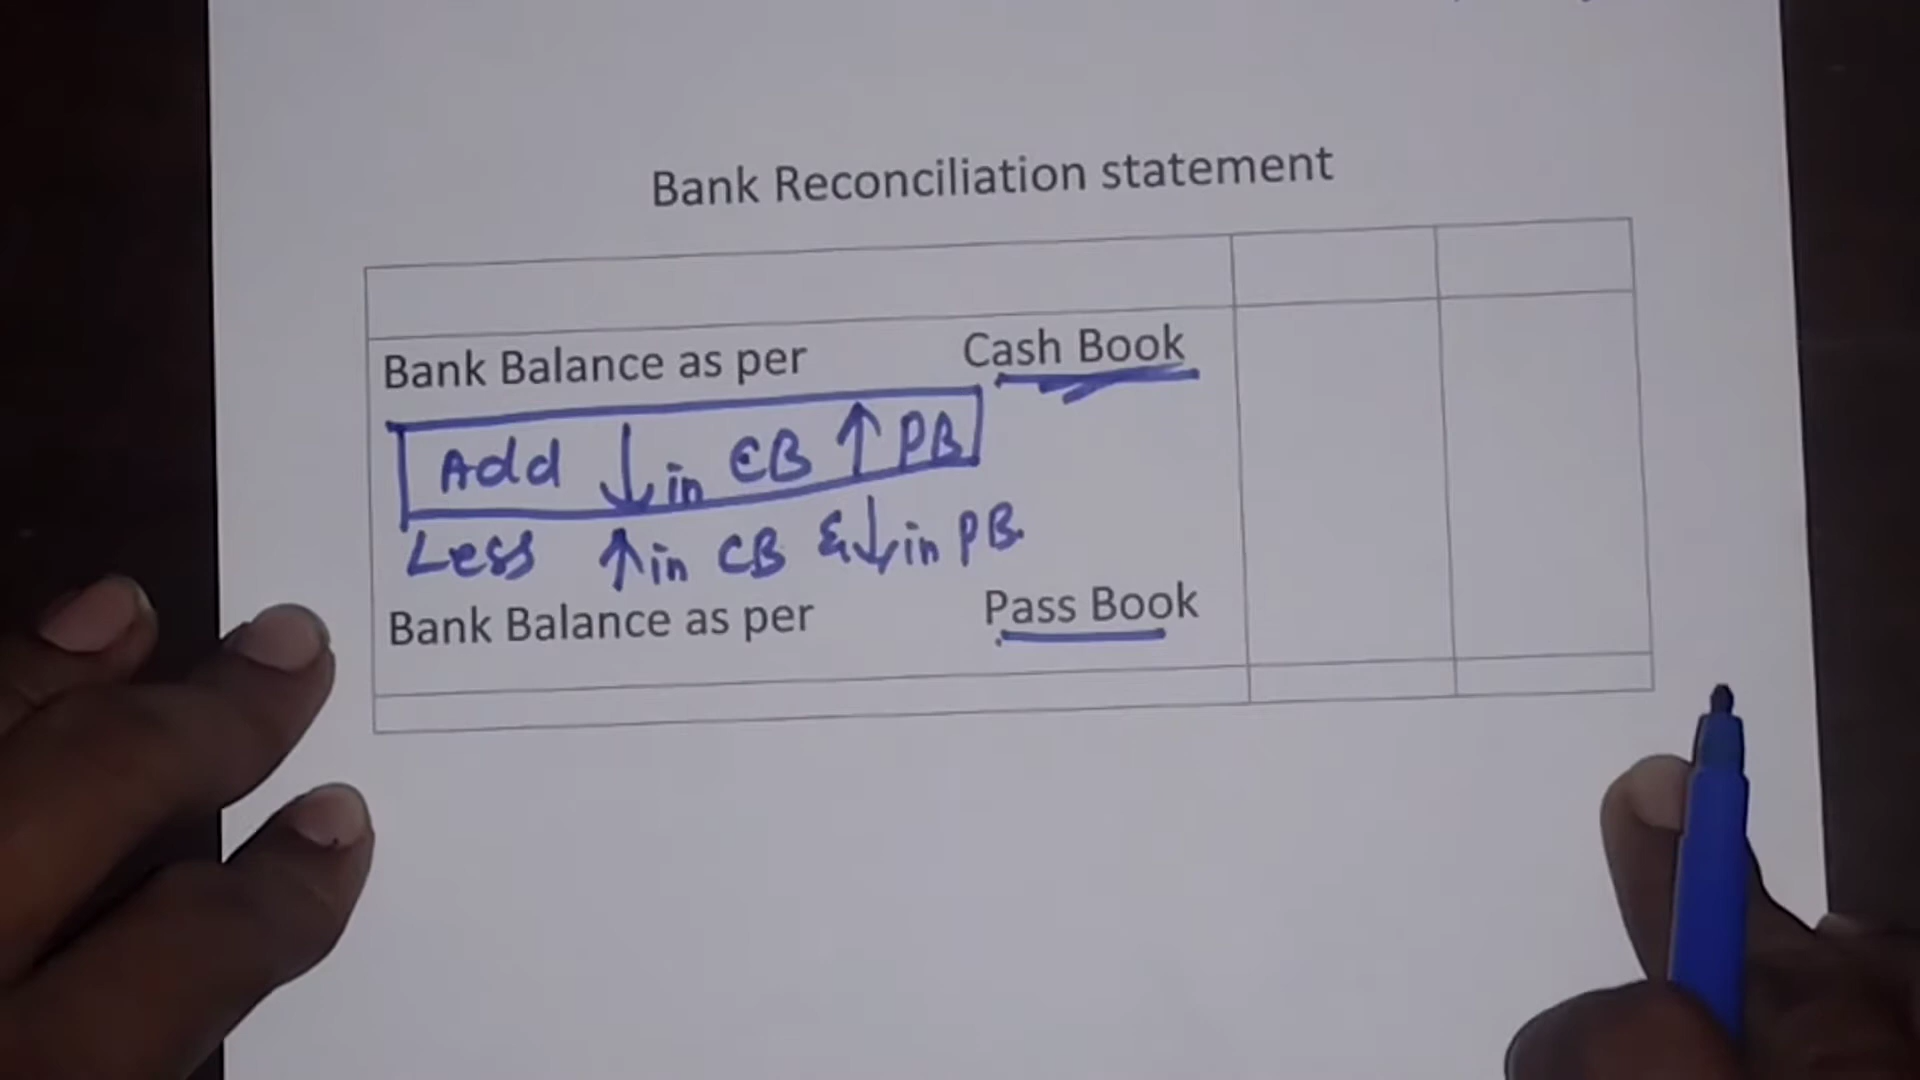 Bank Reconciliation statement
Bank Balance as per Cash Book
Add ↓ in CB ↑ PB
Less ↑ in CB & ↓ in PB.
Bank Balance as per Pass Book